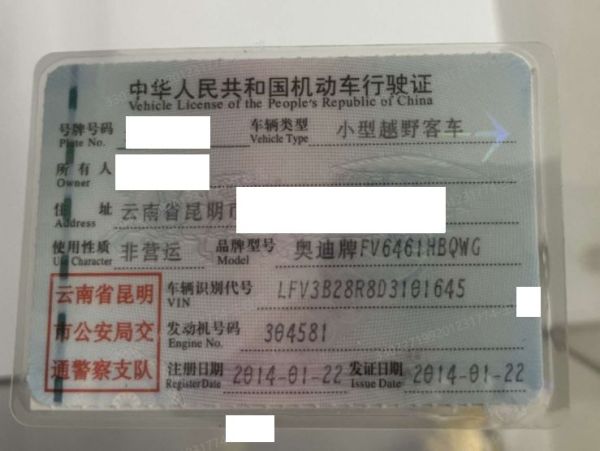 中华人民共和国机动车行驶证
Vehicle License of the People's Republic of China
号牌号码 车辆类型 小型越野客车
Plate No. Vehicle Type
所有人
Owner
住址 云南省昆明市
Address
使用性质 非营运 品牌型号 奥迪牌FV6461HBQWG
Use Character Model
云南省昆明
市公安局交
通警察支队
车辆识别代号 LFV3B28R8D3101645
VIN
发动机号码 304581
Engine No.
注册日期 2014-01-22 发证日期 2014-01-22
Register Date Issue Date